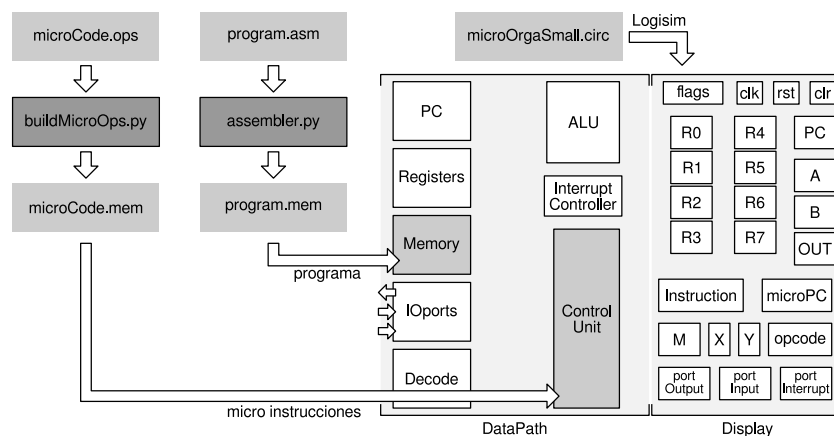 microCode.ops
program.asm
microOrgaSmall.circ
Logisim
buildMicroOps.py
assembler.py
microCode.mem
program.mem
programa
micro instrucciones
PC
ALU
Registers
Interrupt
Controller
Memory
IOports
Control
Unit
Decode
DataPath
flags
clk
rst
clr
R0
R4
PC
R1
R5
A
R2
R6
B
R3
R7
OUT
Instruction
microPC
M
X
Y
opcode
port
Output
port
Input
port
Interrupt
Display